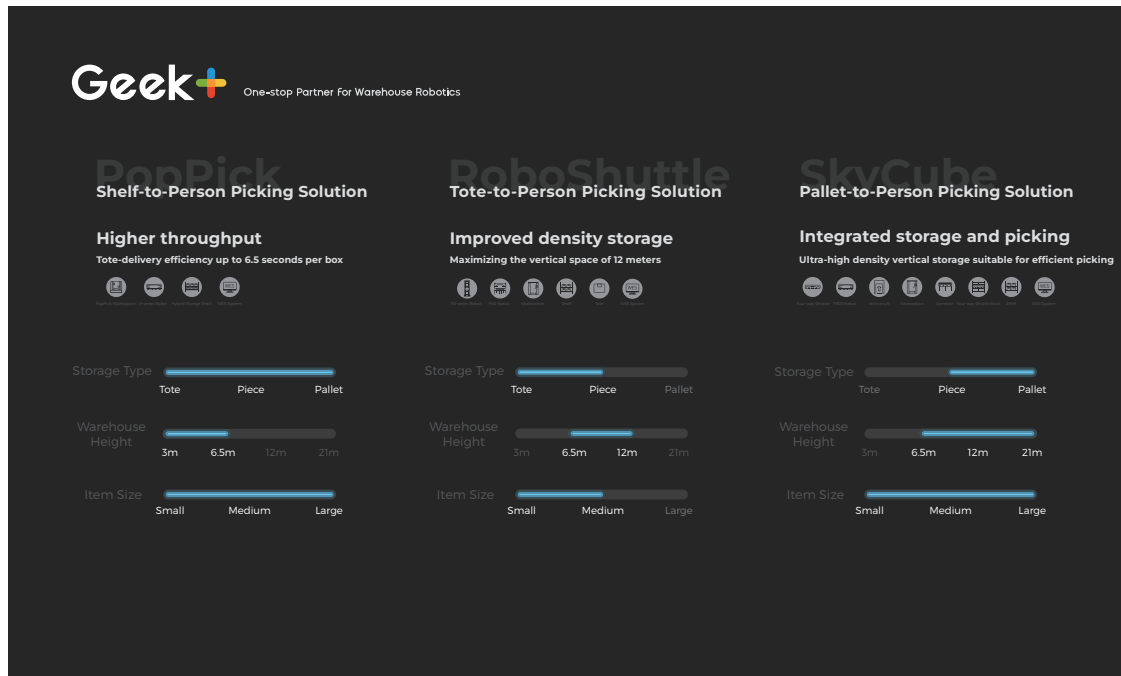 Geek+
One-stop Partner for Warehouse Robotics
PopPick
Shelf-to-Person Picking Solution
Higher throughput
Tote-delivery efficiency up to 6.5 seconds per box
Storage Type
Tote Piece Pallet
Warehouse
Height
3m 6.5m 12m 21m
Item Size
Small Medium Large
RoboShuttle
Tote-to-Person Picking Solution
Improved density storage
Maximizing the vertical space of 12 meters
Storage Type
Tote Piece Pallet
Warehouse
Height
3m 6.5m 12m 21m
Item Size
Small Medium Large
SkyCube
Pallet-to-Person Picking Solution
Integrated storage and picking
Ultra-high density vertical storage suitable for efficient picking
Storage Type
Tote Piece Pallet
Warehouse
Height
3m 6.5m 12m 21m
Item Size
Small Medium Large